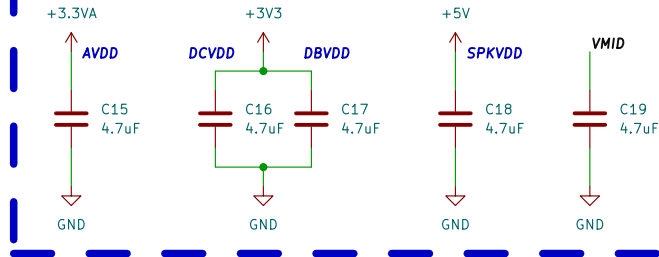 +3.3VA +3V3 +5V
AVDD DCVDD DBVDD SPKVDD VMID
C15 C16 C17 C18 C19
4.7uF 4.7uF 4.7uF 4.7uF 4.7uF
GND GND GND GND